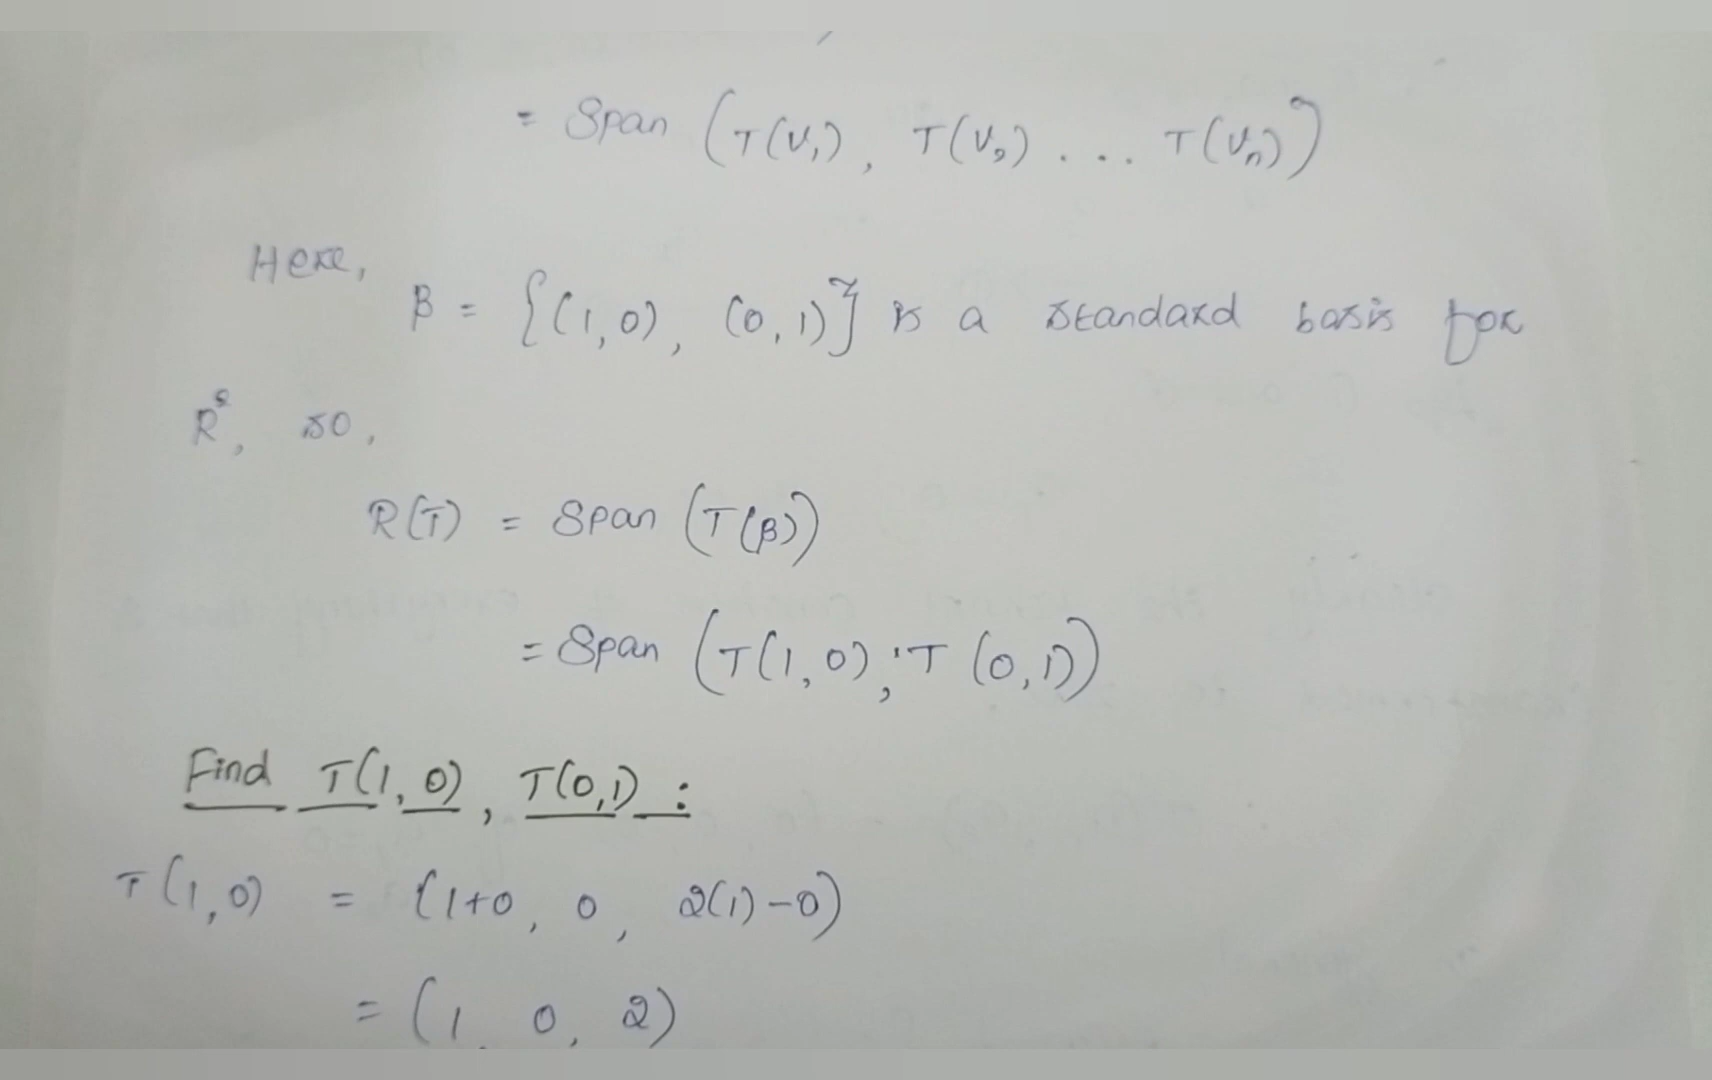 = Span (T(V₁), T(V₂) ... T(Vₙ))
Here,
β = {(1,0), (0,1)} is a standard basis for
R², so,
R(T) = Span (T(β))
= Span (T(1,0), T(0,1))
Find T(1,0), T(0,1) :
T(1,0) = (1+0, 0, 2(1)-0)
= (1, 0, 2)